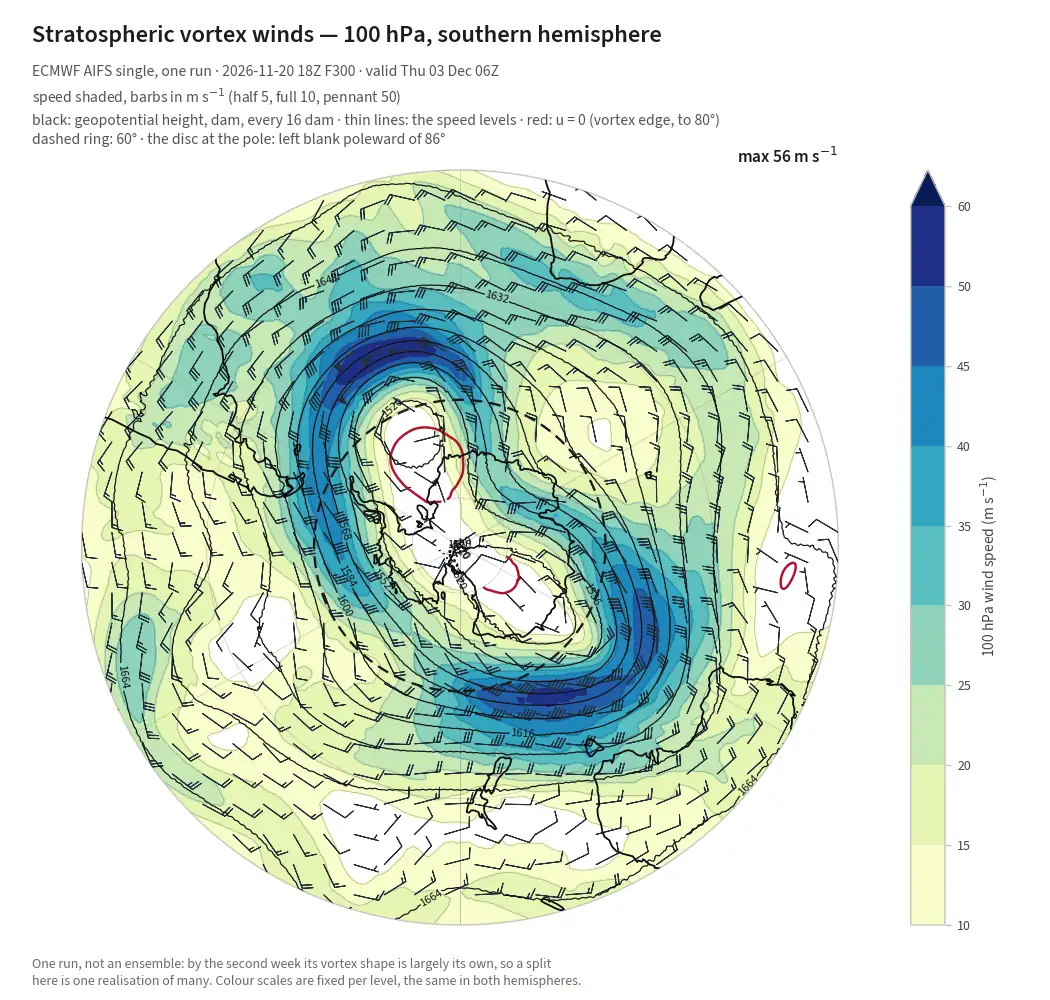 Stratospheric vortex winds — 100 hPa, southern hemisphere
ECMWF AIFS single, one run · 2026-11-20 18Z F300 · valid Thu 03 Dec 06Z
speed shaded, barbs in m s⁻¹ (half 5, full 10, pennant 50)
black: geopotential height, dam, every 16 dam · thin lines: the speed levels · red: u = 0 (vortex edge, to 80°)
dashed ring: 60° · the disc at the pole: left blank poleward of 86°
max 56 m s⁻¹
60
50
45
40
35
30
25
20
15
10
100 hPa wind speed (m s⁻¹)
1632
1568
1584
1600
1616
1664
1664
1664
One run, not an ensemble: by the second week its vortex shape is largely its own, so a split
here is one realisation of many. Colour scales are fixed per level, the same in both hemispheres.